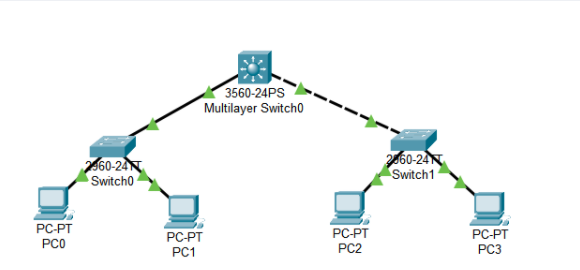 3560-24PS
Multilayer Switch0
2960-24TT
Switch0
2960-24TT
Switch1
PC-PT
PC0
PC-PT
PC1
PC-PT
PC2
PC-PT
PC3